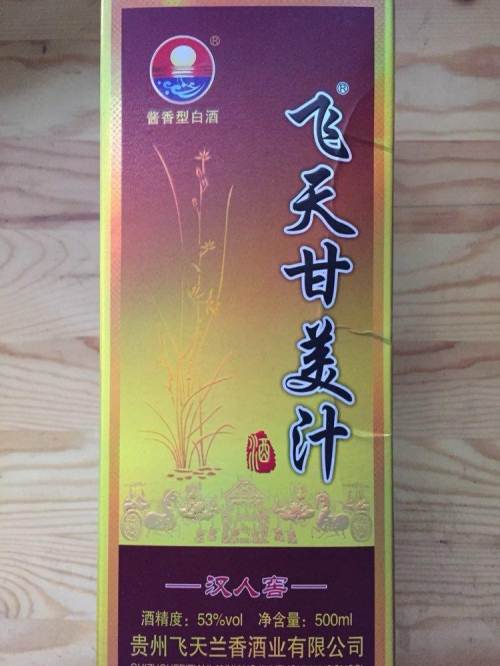 ®
酱香型白酒
飞天甘美汁®
酒
汉人窖
酒精度：53%vol 净含量：500ml
贵州飞天兰香酒业有限公司